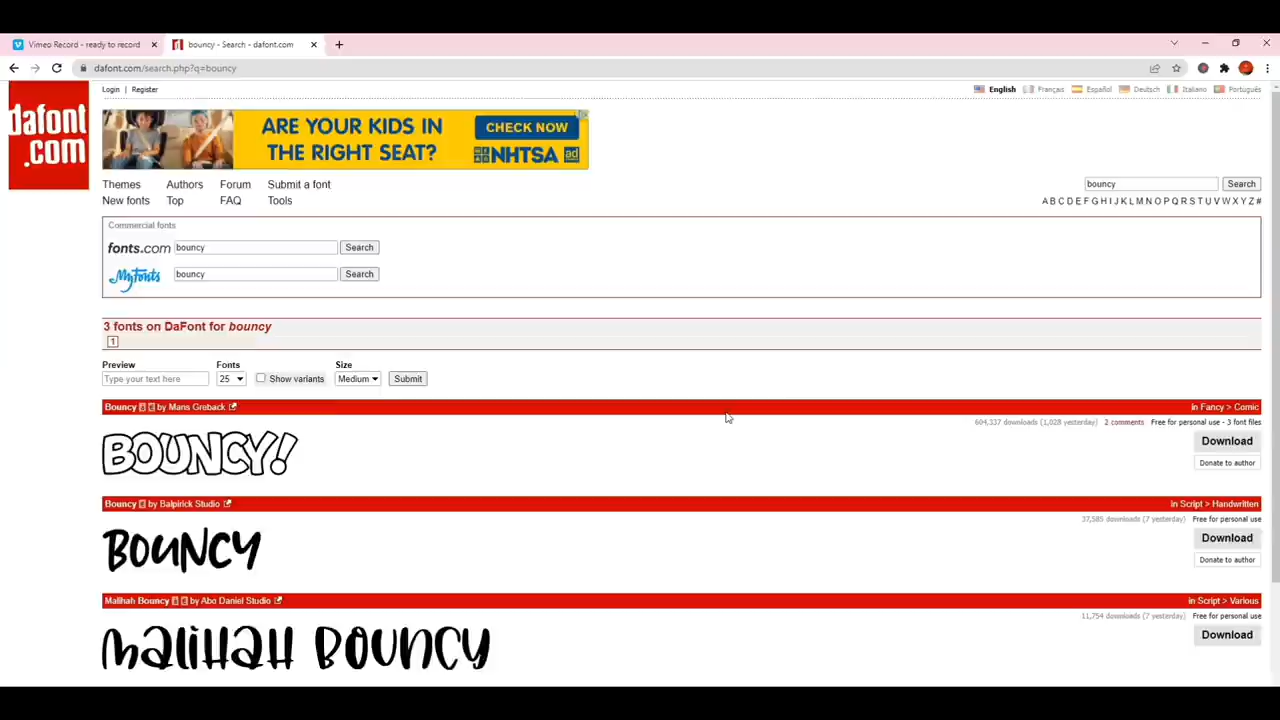 Vimeo Record - ready to record
bouncy - Search - dafont.com
dafont.com/search.php?q=bouncy
dafont
.com
Login | Register
English Français Español Deutsch Italiano Português
ARE YOUR KIDS IN
THE RIGHT SEAT?
CHECK NOW
NHTSA ad
Themes Authors Forum Submit a font
New fonts Top FAQ Tools
bouncy Search
A B C D E F G H I J K L M N O P Q R S T U V W X Y Z #
Commercial fonts
fonts.com bouncy Search
MyFonts bouncy Search
3 fonts on DaFont for bouncy
1
Preview Fonts Size
Type your text here 25 Show variants Medium Submit
Bouncy by Mans Greback in Fancy > Comic
604,337 downloads (1,028 yesterday) 2 comments Free for personal use - 3 font files
BOUNCY!
Download
Donate to author
Bouncy by Balpirick Studio in Script > Handwritten
37,585 downloads (7 yesterday) Free for personal use
BOUNCY
Download
Donate to author
Malihah Bouncy by Abo Daniel Studio in Script > Various
11,754 downloads (7 yesterday) Free for personal use
malihah Bouncy
Download